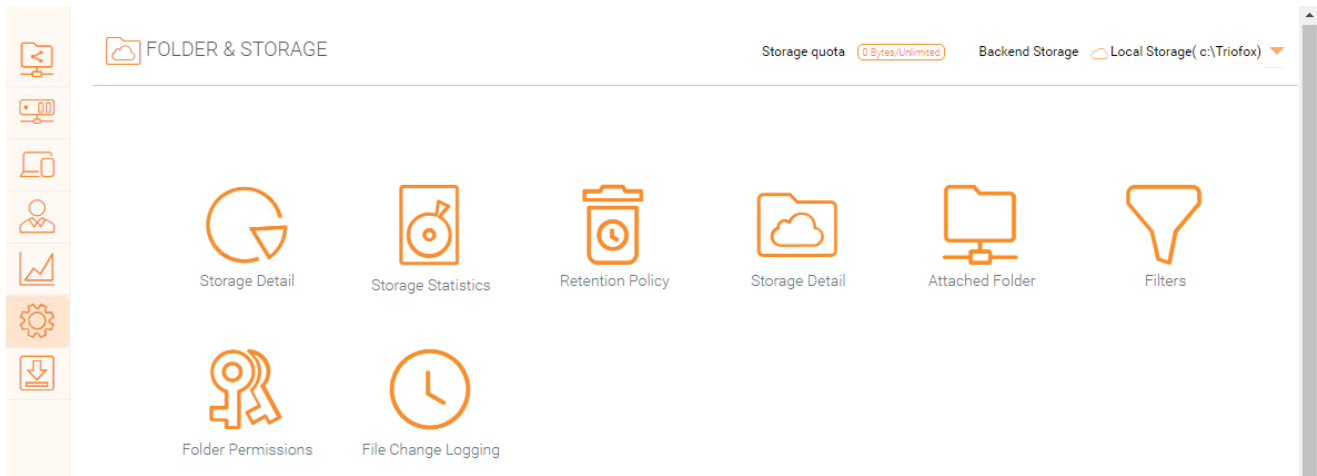 FOLDER & STORAGE
Storage quota 0 Bytes/Unlimited Backend Storage Local Storage( c:\Triofox)
Storage Detail Storage Statistics Retention Policy Storage Detail Attached Folder Filters
Folder Permissions File Change Logging